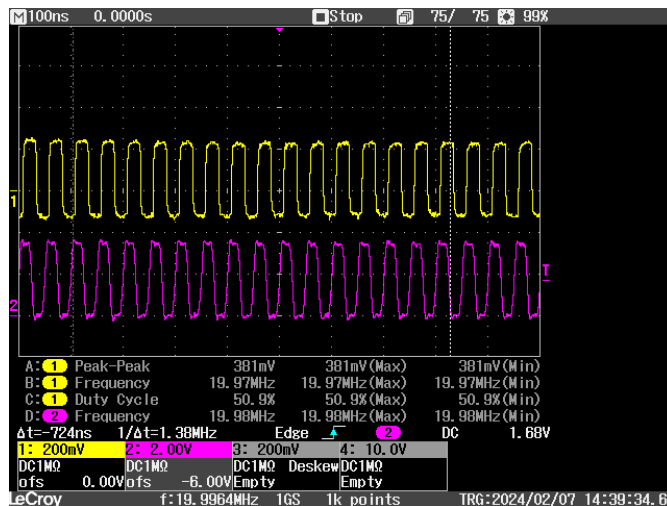 M 100ns 0.0000s Stop 75/ 75 99%
1
T
2
A: 1 Peak-Peak 381mV 381mV(Max) 381mV(Min)
B: 1 Frequency 19.97MHz 19.97MHz(Max) 19.97MHz(Min)
C: 1 Duty Cycle 50.9% 50.9%(Max) 50.9%(Min)
D: 2 Frequency 19.98MHz 19.98MHz(Max) 19.98MHz(Min)
Δt=-724ns 1/Δt=1.38MHz Edge 2 DC 1.68V
1: 200mV 2: 2.00V 3: 200mV 4: 10.0V
DC1MΩ DC1MΩ DC1MΩ Deskew DC1MΩ
ofs 0.00V ofs -6.00V Empty Empty
LeCroy f:19.9964MHz 1GS 1k points TRG:2024/02/07 14:39:34.6